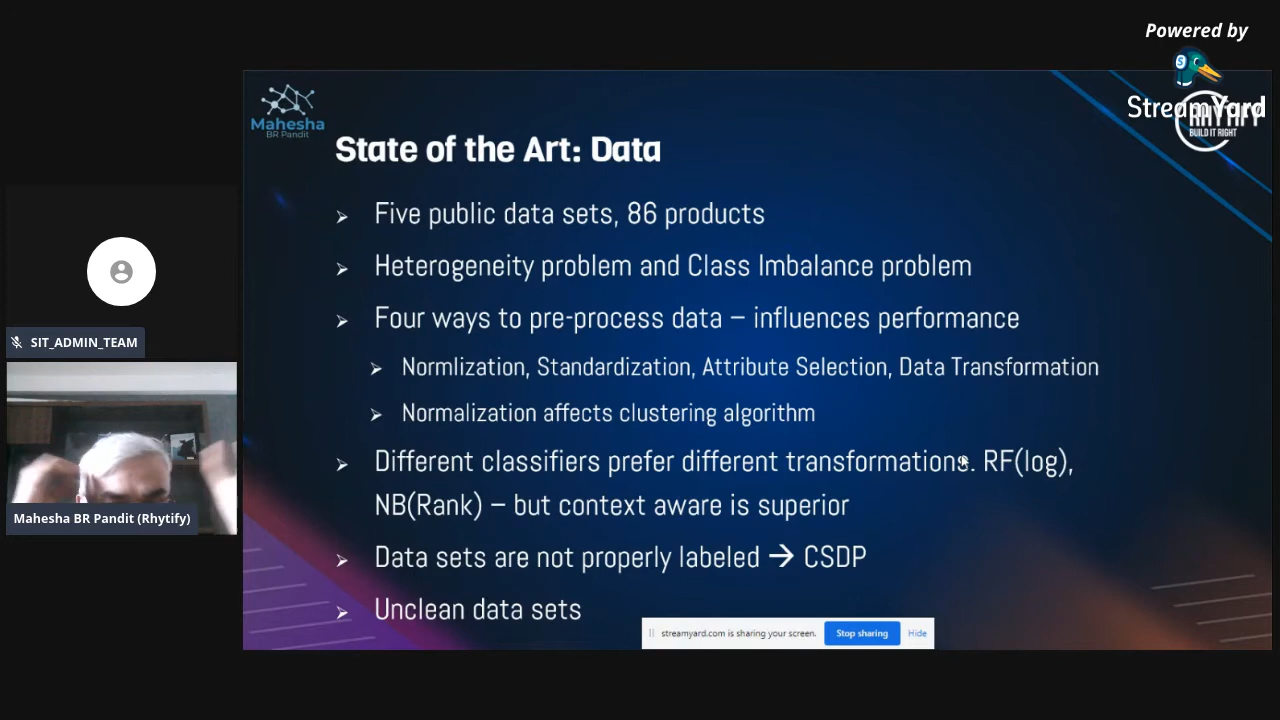 Powered by
StreamYard
RHYTIFY
BUILD IT RIGHT
Mahesha
BR Pandit
State of the Art: Data
Five public data sets, 86 products
Heterogeneity problem and Class Imbalance problem
Four ways to pre-process data – influences performance
Normlization, Standardization, Attribute Selection, Data Transformation
Normalization affects clustering algorithm
Different classifiers prefer different transformations. RF(log),
NB(Rank) – but context aware is superior
Data sets are not properly labeled → CSDP
Unclean data sets
streamyard.com is sharing your screen.
Stop sharing
Hide
SIT_ADMIN_TEAM
Mahesha BR Pandit (Rhytify)